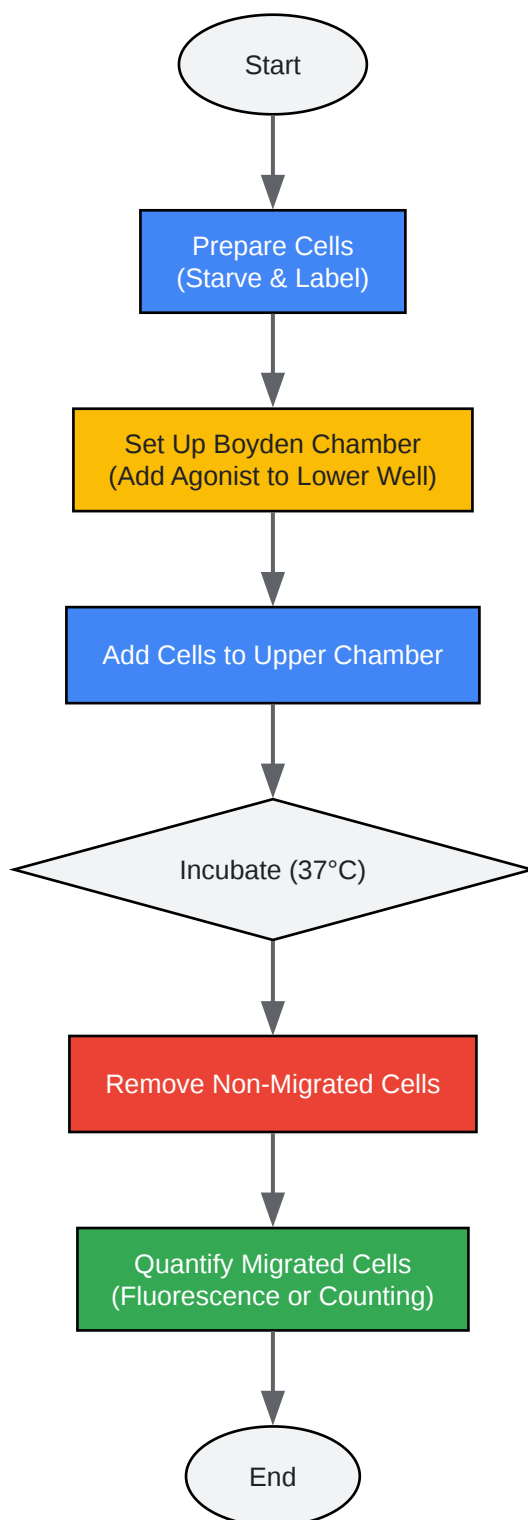 Start
Prepare Cells
(Starve & Label)
Set Up Boyden Chamber
(Add Agonist to Lower Well)
Add Cells to Upper Chamber
Incubate (37°C)
Remove Non-Migrated Cells
Quantify Migrated Cells
(Fluorescence or Counting)
End